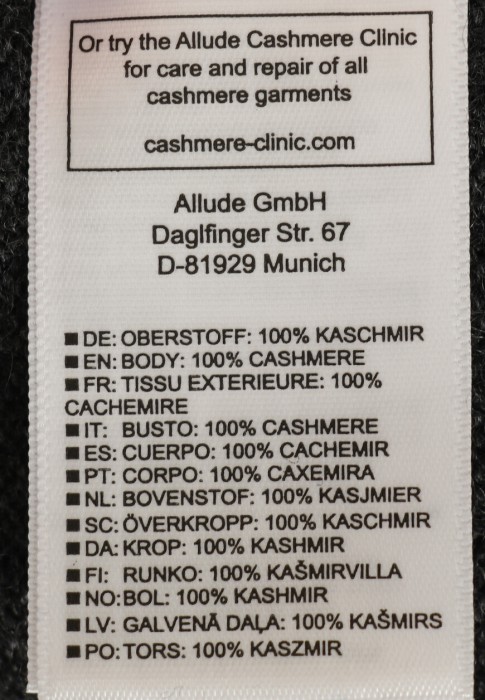 Or try the Allude Cashmere Clinic
for care and repair of all
cashmere garments
cashmere-clinic.com
Allude GmbH
Daglfinger Str. 67
D-81929 Munich
■ DE: OBERSTOFF: 100% KASCHMIR
■ EN: BODY: 100% CASHMERE
■ FR: TISSU EXTERIEURE: 100%
CACHEMIRE
■ IT: BUSTO: 100% CASHMERE
■ ES: CUERPO: 100% CACHEMIR
■ PT: CORPO: 100% CAXEMIRA
■ NL: BOVENSTOF: 100% KASJMIER
■ SC: ÖVERKROPP: 100% KASCHMIR
■ DA: KROP: 100% KASHMIR
■ FI: RUNKO: 100% KAŠMIRVILLA
■ NO: BOL: 100% KASHMIR
■ LV: GALVENĀ DAĻA: 100% KAŠMIRS
■ PO: TORS: 100% KASZMIR